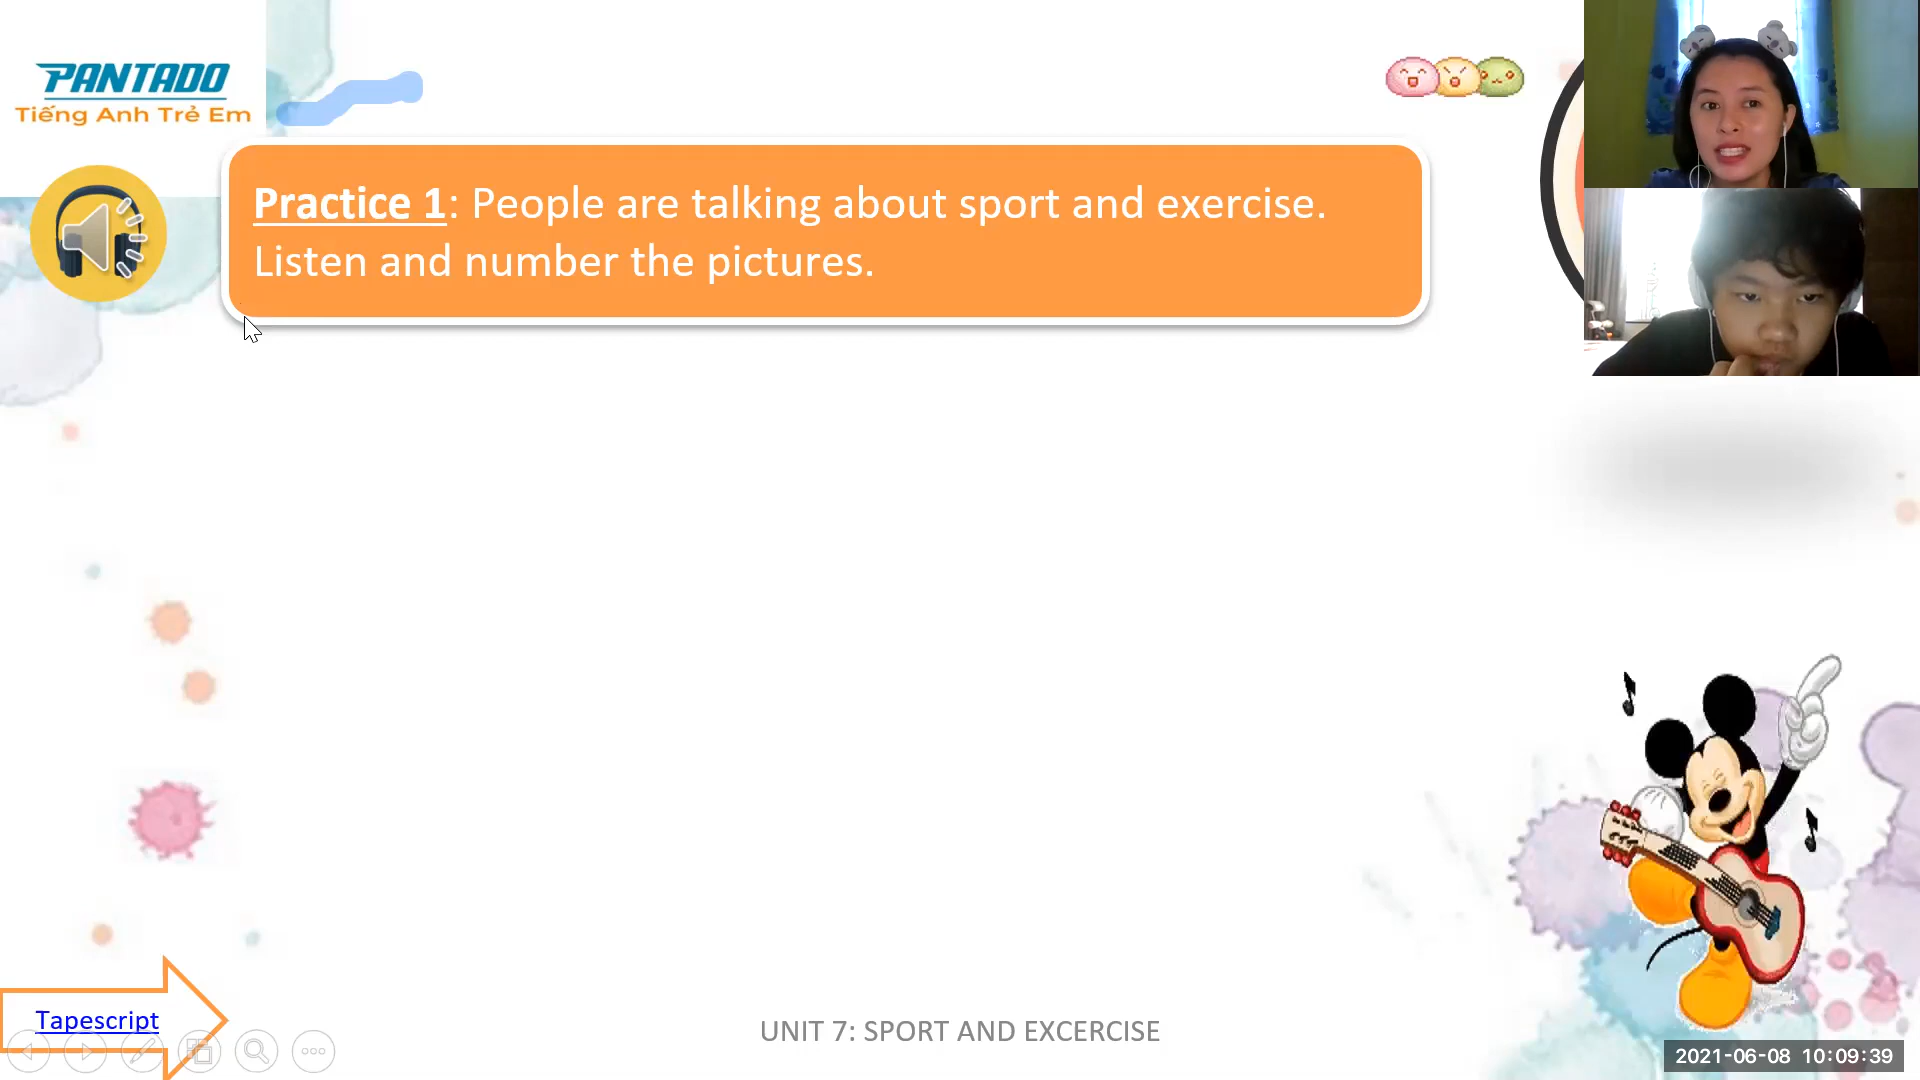 PANTADO
Tiếng Anh Trẻ Em
Practice 1: People are talking about sport and exercise.
Listen and number the pictures.
Tapescript
UNIT 7: SPORT AND EXCERCISE
2021-06-08 10:09:39